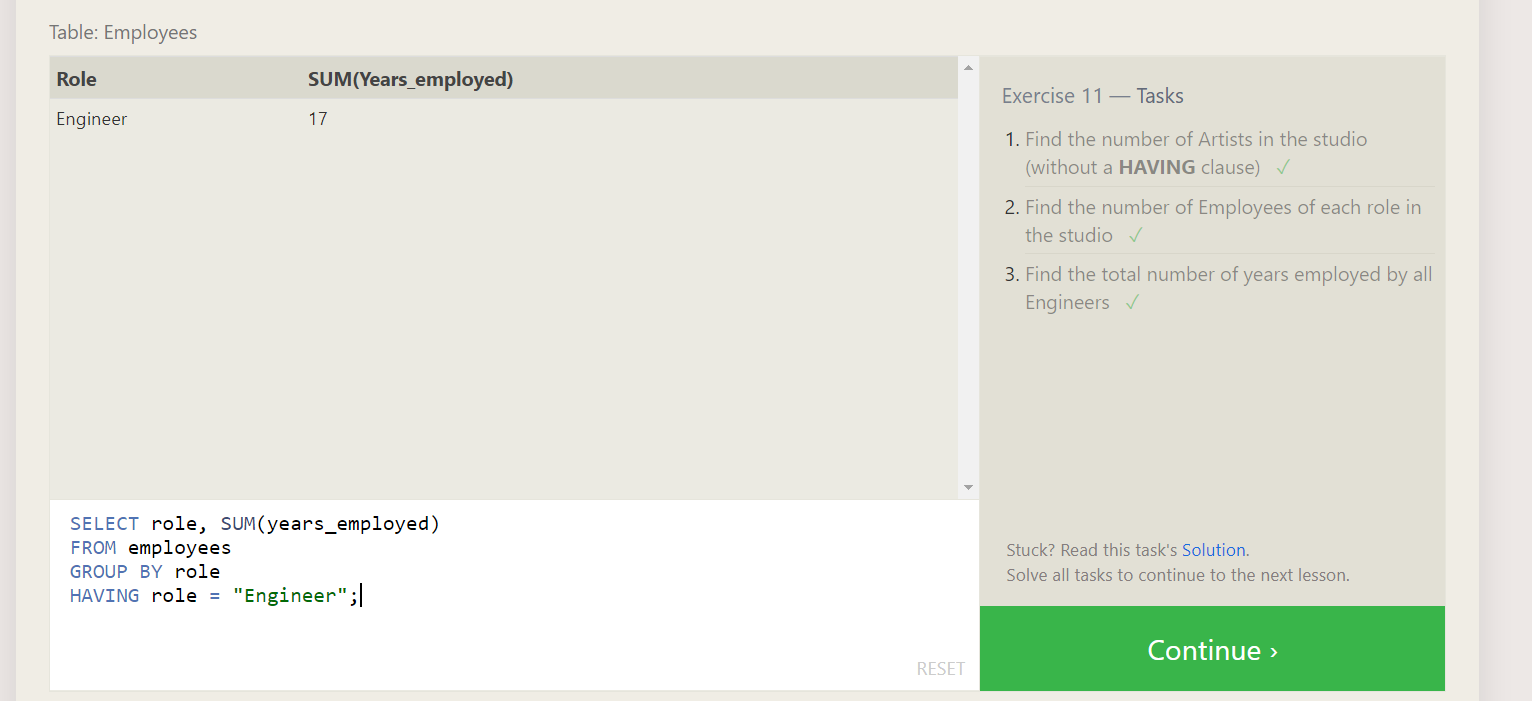 Table: Employees
Role SUM(Years_employed)
Engineer 17
SELECT role, SUM(years_employed)
FROM employees
GROUP BY role
HAVING role = "Engineer";
RESET
Exercise 11 — Tasks
1. Find the number of Artists in the studio
(without a HAVING clause) ✓
2. Find the number of Employees of each role in
the studio ✓
3. Find the total number of years employed by all
Engineers ✓
Stuck? Read this task's Solution.
Solve all tasks to continue to the next lesson.
Continue ›